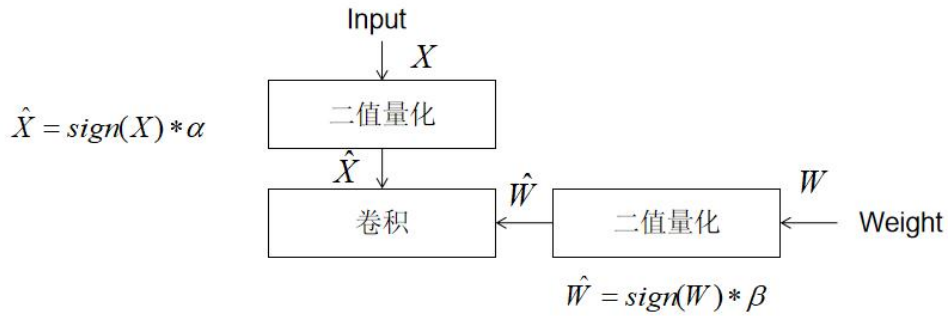 Input
X
二值量化
X̂ = sign(X) * α
X̂
Ŵ
W
卷积
二值量化
Weight
Ŵ = sign(W) * β